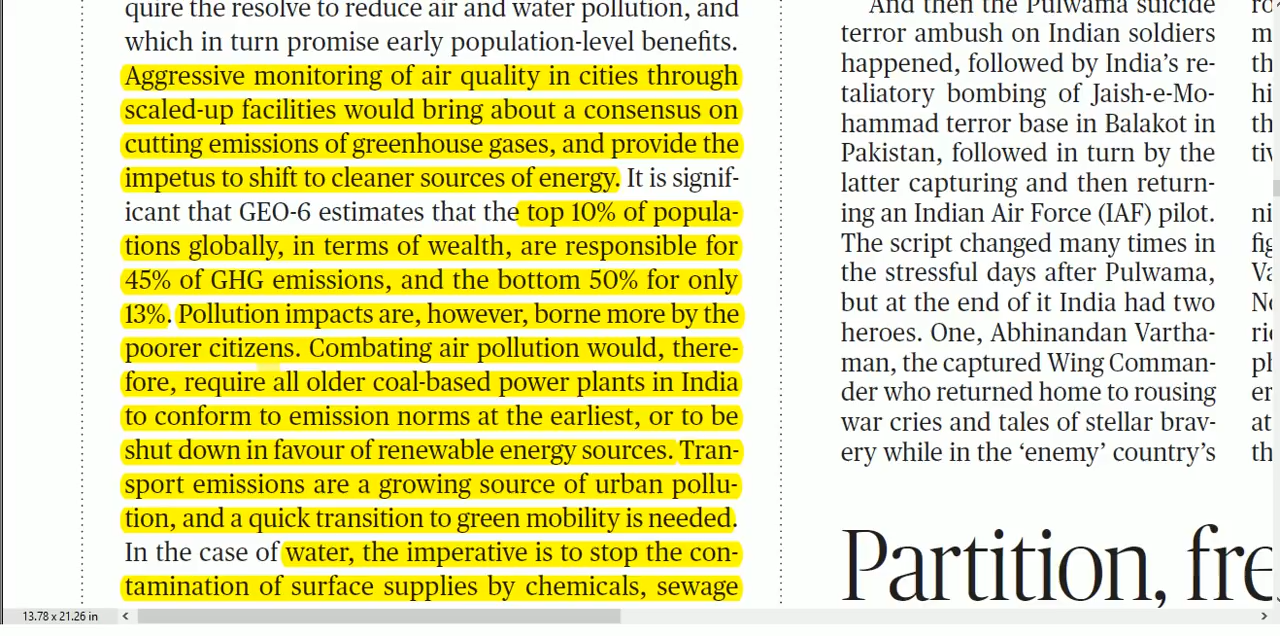 quire the resolve to reduce air and water pollution, and
which in turn promise early population-level benefits.
Aggressive monitoring of air quality in cities through
scaled-up facilities would bring about a consensus on
cutting emissions of greenhouse gases, and provide the
impetus to shift to cleaner sources of energy. It is signif-
icant that GEO-6 estimates that the top 10% of popula-
tions globally, in terms of wealth, are responsible for
45% of GHG emissions, and the bottom 50% for only
13%. Pollution impacts are, however, borne more by the
poorer citizens. Combating air pollution would, there-
fore, require all older coal-based power plants in India
to conform to emission norms at the earliest, or to be
shut down in favour of renewable energy sources. Tran-
sport emissions are a growing source of urban pollu-
tion, and a quick transition to green mobility is needed.
In the case of water, the imperative is to stop the con-
tamination of surface supplies by chemicals, sewage
And then the Pulwama suicide
terror ambush on Indian soldiers
happened, followed by India's re-
taliatory bombing of Jaish-e-Mo-
hammad terror base in Balakot in
Pakistan, followed in turn by the
latter capturing and then return-
ing an Indian Air Force (IAF) pilot.
The script changed many times in
the stressful days after Pulwama,
but at the end of it India had two
heroes. One, Abhinandan Vartha-
man, the captured Wing Comman-
der who returned home to rousing
war cries and tales of stellar brav-
ery while in the 'enemy' country's
Partition, fre
13.78 x 21.26 in